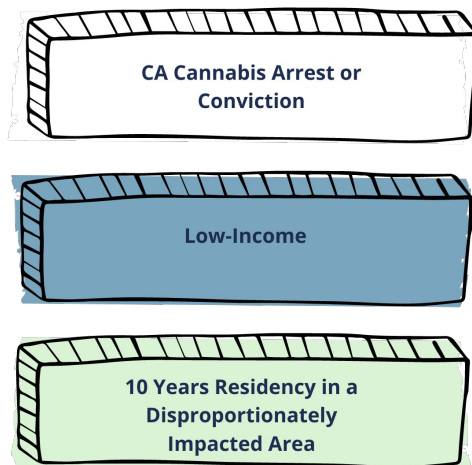 CA Cannabis Arrest or
Conviction
Low-Income
10 Years Residency in a
Disproportionately
Impacted Area